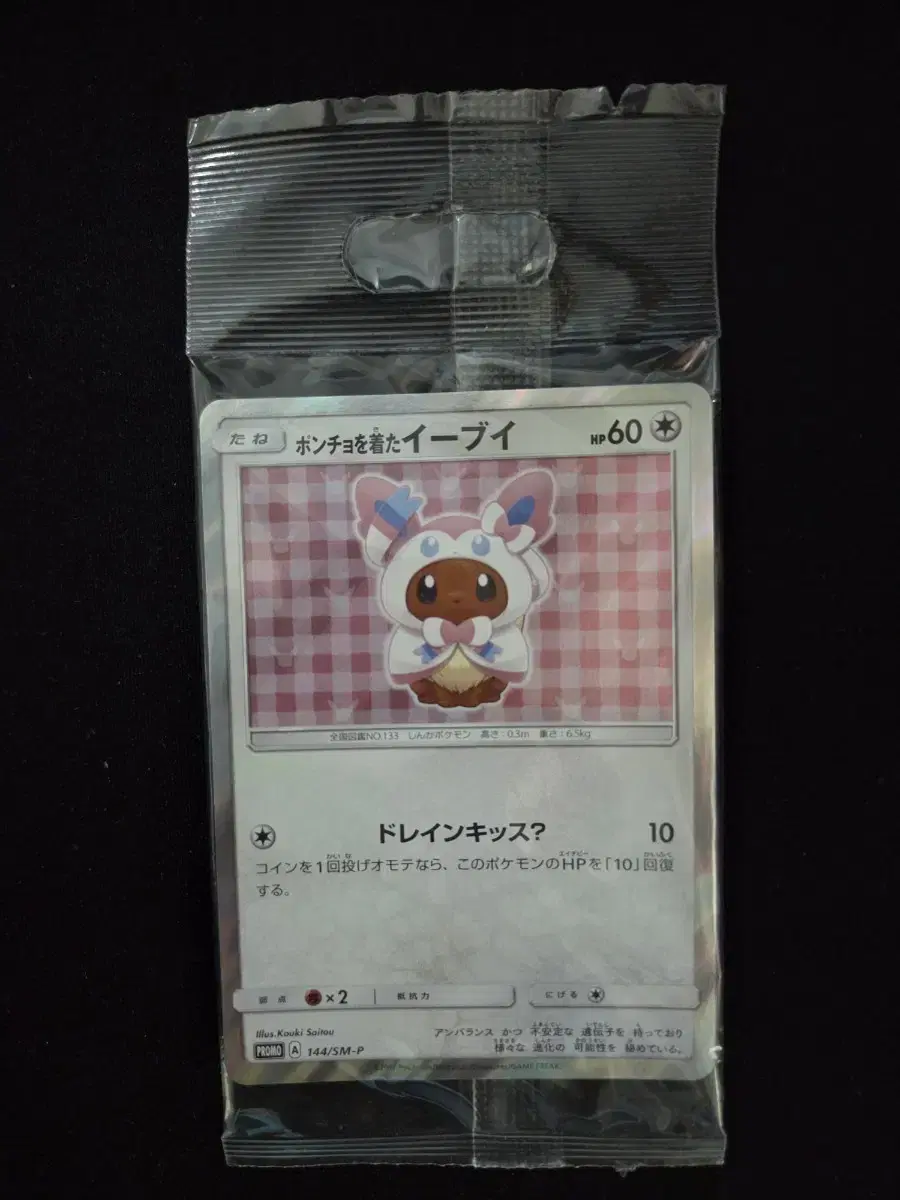 たね ポンチョを着たイーブイ HP60
全国図鑑NO.133 しんかポケモン 高さ:0.3m 重さ:6.5kg
ドレインキッス? 10
コインを1回投げオモテなら、このポケモンのHPを「10」回復
する。
弱点 ×2 抵抗力 にげる
Illus.Kouki Saitou
アンバランス かつ 不安定な 遺伝子を 持っており
様々な 進化の 可能性を 秘めている。
PROMO A 144/SM-P